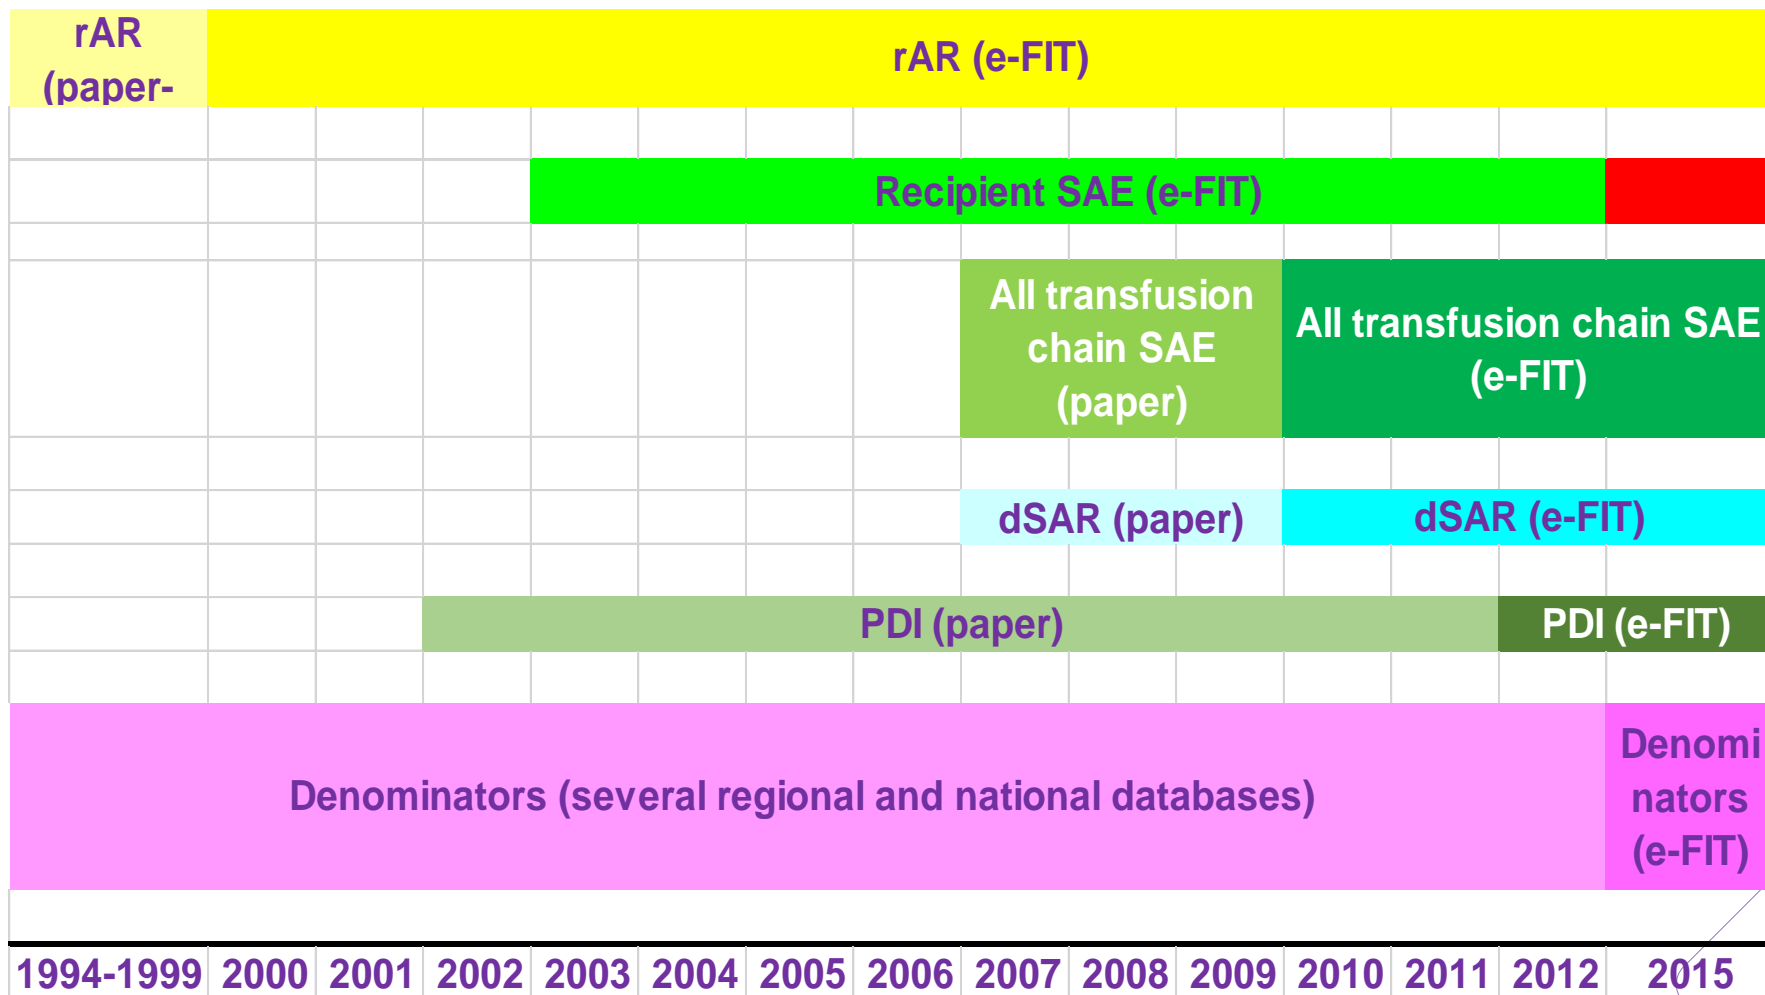 rAR
(paper-
rAR (e-FIT)
Recipient SAE (e-FIT)
All transfusion
chain SAE
(paper)
All transfusion chain SAE
(e-FIT)
dSAR (paper)
dSAR (e-FIT)
PDI (paper)
PDI (e-FIT)
Denominators (several regional and national databases)
Denomi
nators
(e-FIT)
1994-1999 2000 2001 2002 2003 2004 2005 2006 2007 2008 2009 2010 2011 2012 2015